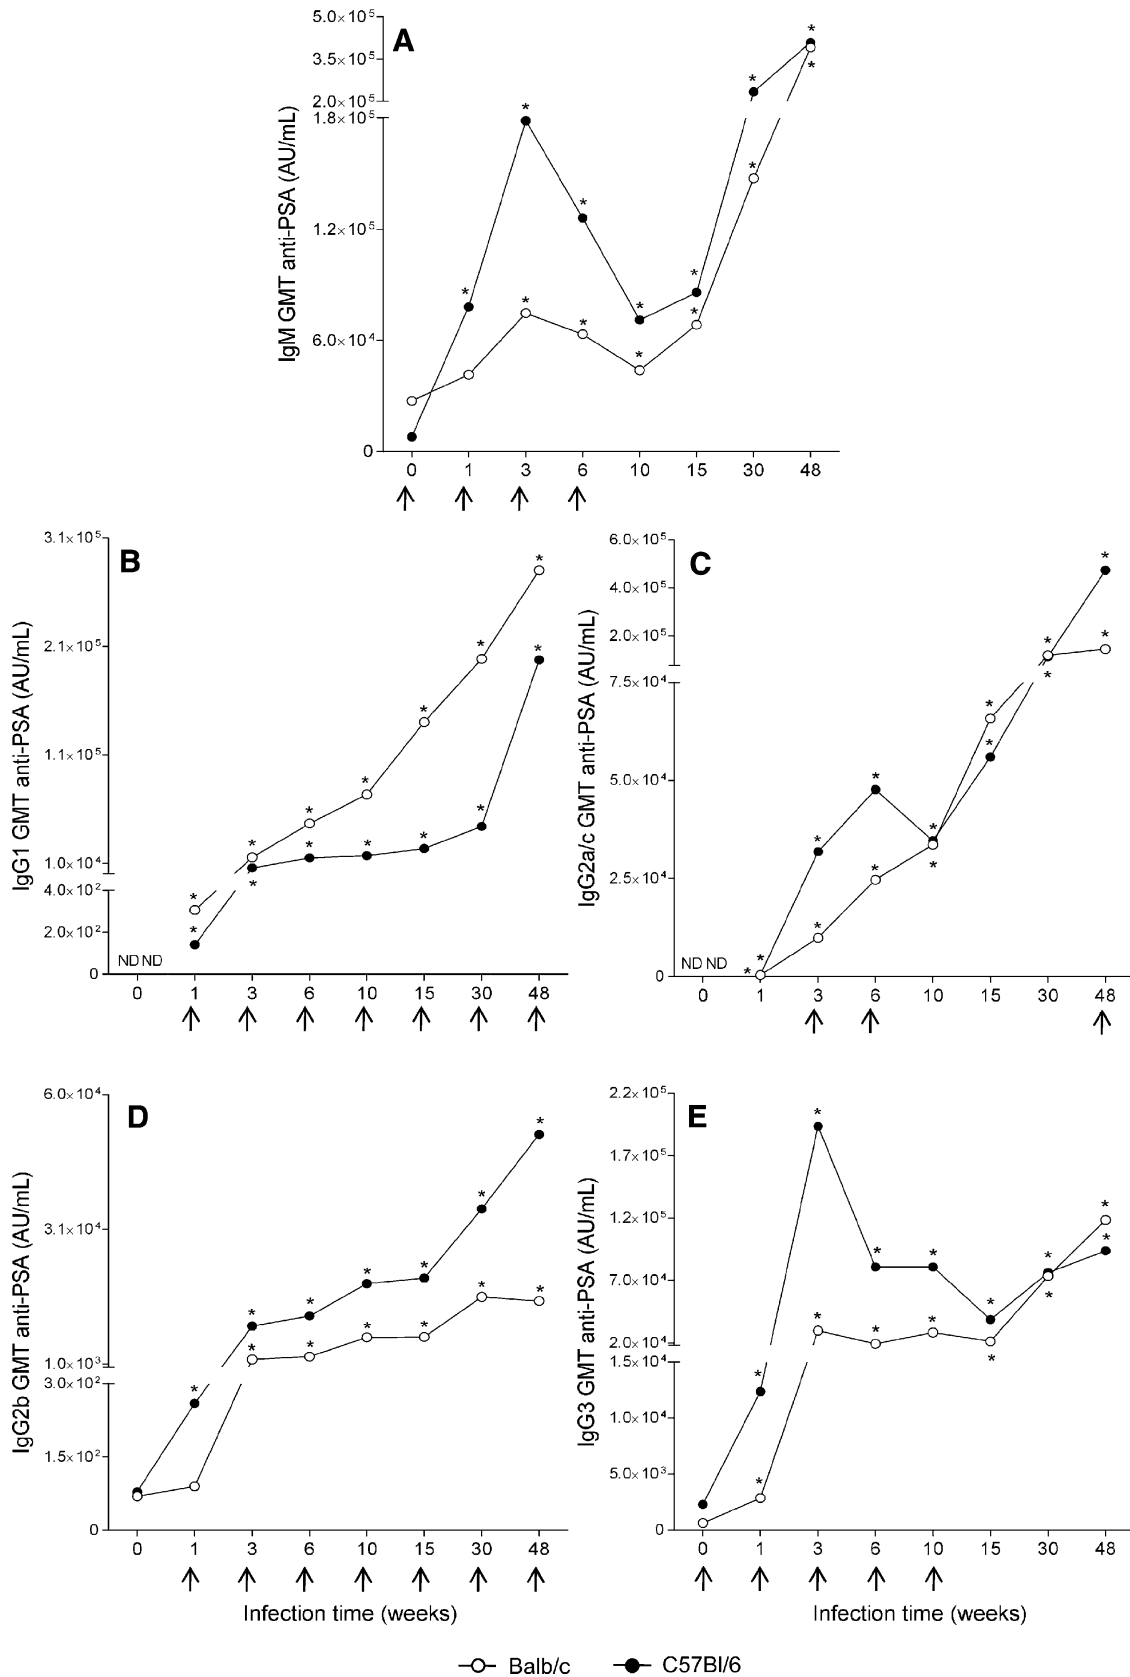 A
IgM GMT anti-PSA (AU/mL)
5.0×10⁵
3.5×10⁵
2.0×10⁵
1.8×10⁵
1.2×10⁵
6.0×10⁴
0
0 1 3 6 10 15 30 48
B
IgG1 GMT anti-PSA (AU/mL)
3.1×10⁵
2.1×10⁵
1.1×10⁵
1.0×10⁴
4.0×10²
2.0×10²
0
ND ND
0 1 3 6 10 15 30 48
C
IgG2a/c GMT anti-PSA (AU/mL)
6.0×10⁵
4.0×10⁵
2.0×10⁵
7.5×10⁴
5.0×10⁴
2.5×10⁴
0
ND ND
0 1 3 6 10 15 30 48
D
IgG2b GMT anti-PSA (AU/mL)
6.0×10⁴
3.1×10⁴
1.0×10³
3.0×10²
1.5×10²
0
0 1 3 6 10 15 30 48
Infection time (weeks)
E
IgG3 GMT anti-PSA (AU/mL)
2.2×10⁵
1.7×10⁵
1.2×10⁵
7.0×10⁴
2.0×10⁴
1.5×10⁴
1.0×10⁴
5.0×10³
0
0 1 3 6 10 15 30 48
Infection time (weeks)
Balb/c C57Bl/6